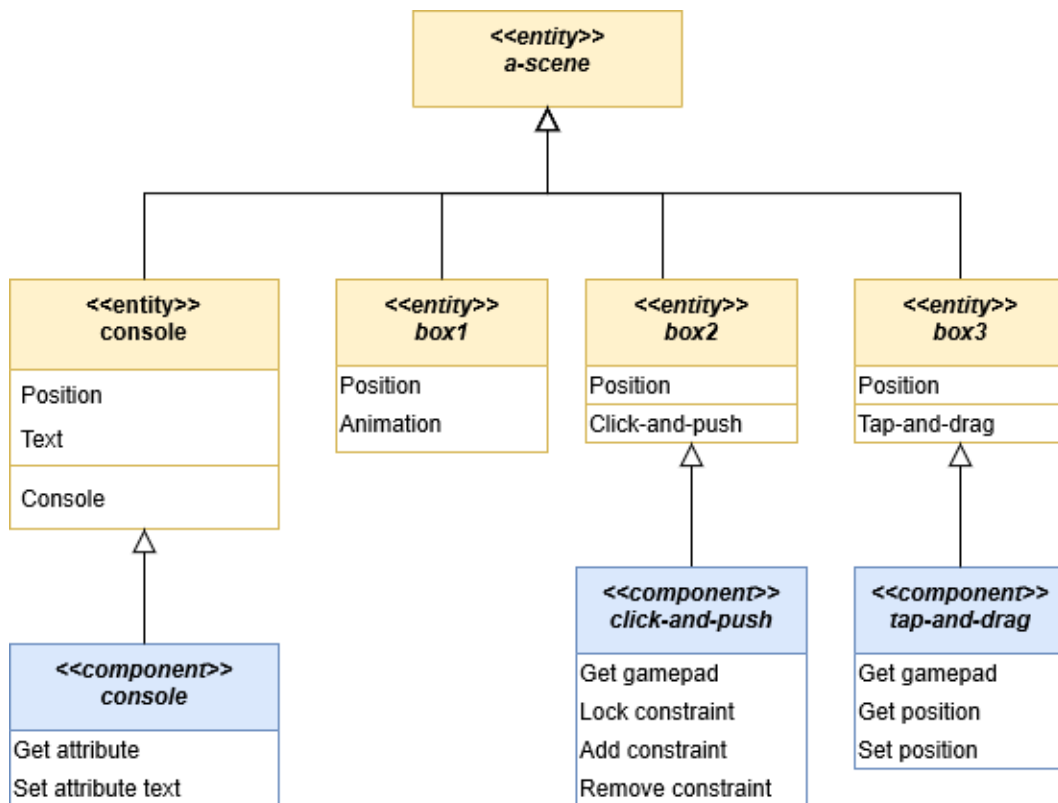 <<entity>>
a-scene
<<entity>>
console
Position
Text
Console
<<entity>>
box1
Position
Animation
<<entity>>
box2
Position
Click-and-push
<<entity>>
box3
Position
Tap-and-drag
<<component>>
console
Get attribute
Set attribute text
<<component>>
click-and-push
Get gamepad
Lock constraint
Add constraint
Remove constraint
<<component>>
tap-and-drag
Get gamepad
Get position
Set position